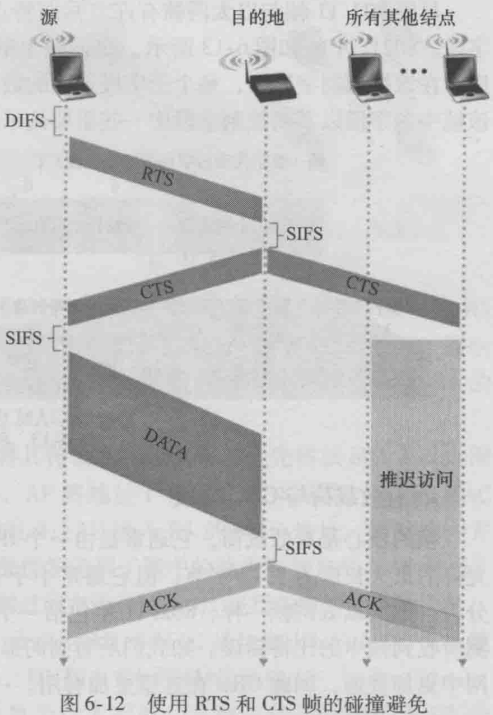 源 目的地 所有其他结点
DIFS
RTS
SIFS
CTS CTS
SIFS
DATA
推迟访问
SIFS
ACK ACK
图 6-12 使用 RTS 和 CTS 帧的碰撞避免